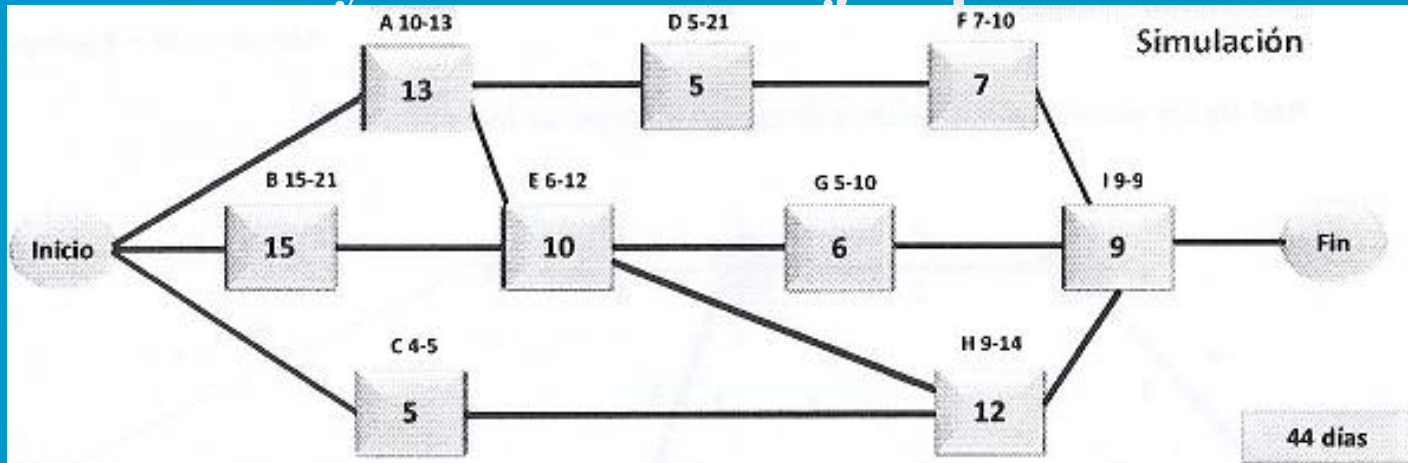 A 10-13
D 5-21
F 7-10
Simulación
13
5
7
B 15-21
E 6-12
G 5-10
I 9-9
Inicio
15
10
6
9
Fin
C 4-5
H 9-14
5
12
44 días